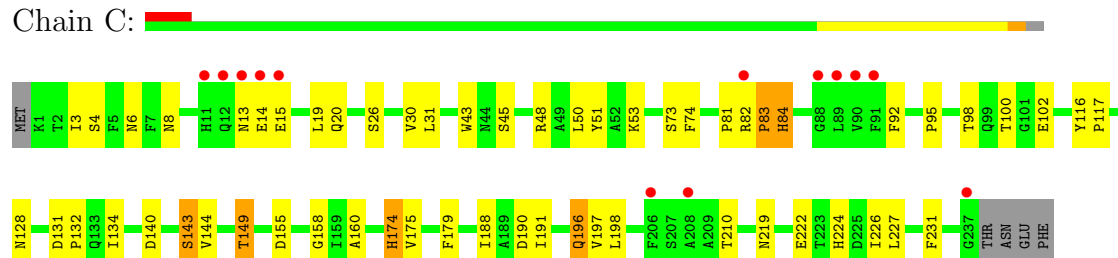 Chain C:
MET K1 T2 I3 S4 F5 N6 F7 N8 H11 Q12 N13 E14 E15 L19 Q20 S26 V30 L31 W43 N44 S45 R48 A49 L50 Y51 A52 K53 S73 F74 P81 R82 P83 H84 G88 L89 V90 F91 F92 P95 T98 Q99 T100 G101 E102 Y116 P117
N128 D131 P132 Q133 I134 D140 S143 V144 T149 D155 G158 I159 A160 H174 V175 F179 I188 A189 D190 I191 Q196 V197 L198 F206 S207 A208 A209 T210 N219 E222 T223 H224 D225 I226 L227 F231 G237 THR ASN GLU PHE